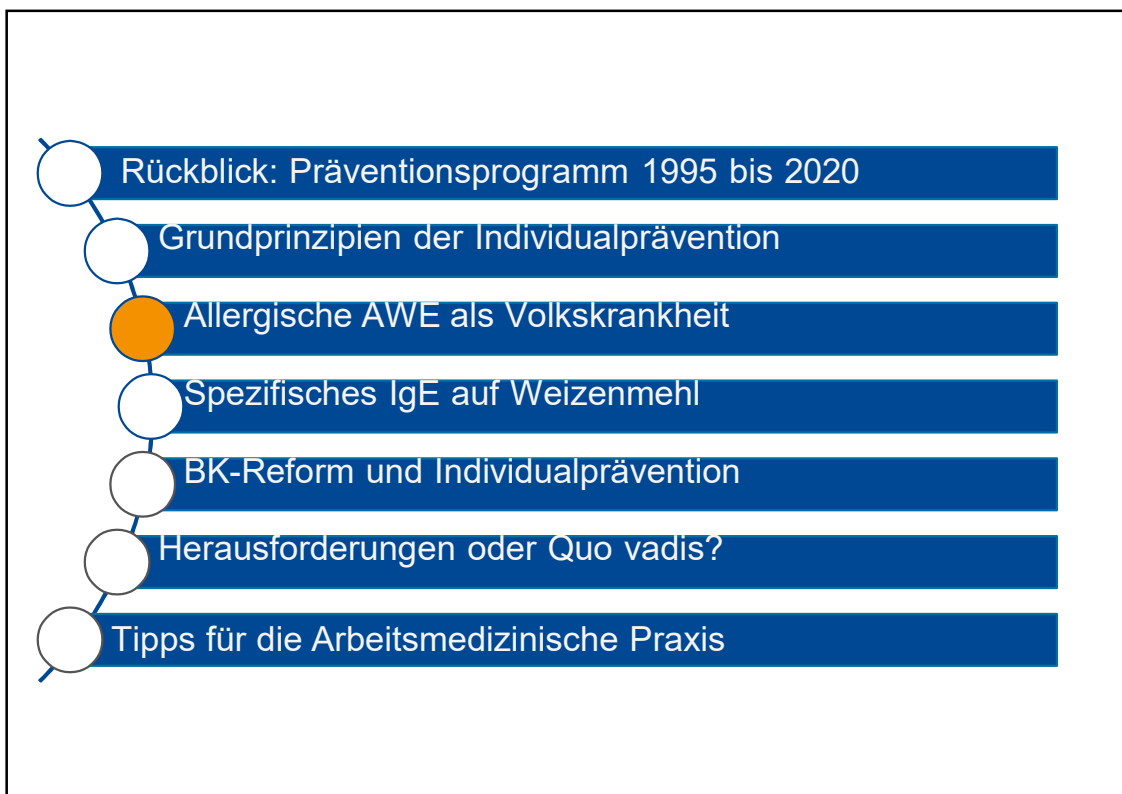 Rückblick: Präventionsprogramm 1995 bis 2020
Grundprinzipien der Individualprävention
Allergische AWE als Volkskrankheit
Spezifisches IgE auf Weizenmehl
BK-Reform und Individualprävention
Herausforderungen oder Quo vadis?
Tipps für die Arbeitsmedizinische Praxis